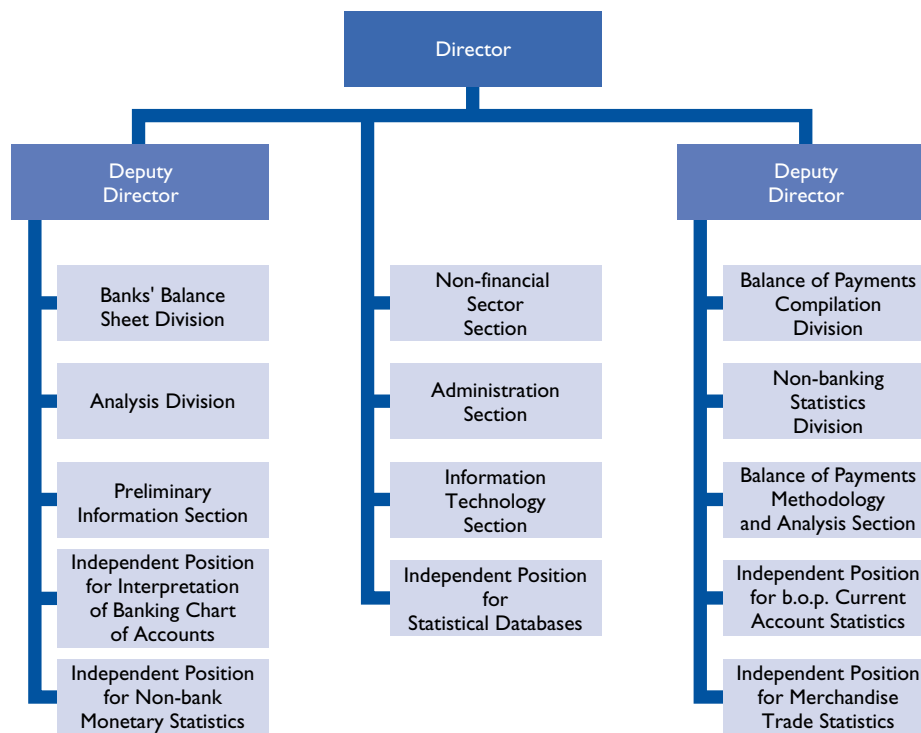 Director
Deputy
Director
Banks' Balance
Sheet Division
Analysis Division
Preliminary
Information Section
Independent Position
for Interpretation
of Banking Chart
of Accounts
Independent Position
for Non-bank
Monetary Statistics
Non-financial
Sector
Section
Administration
Section
Information
Technology
Section
Independent Position
for
Statistical Databases
Deputy
Director
Balance of Payments
Compilation
Division
Non-banking
Statistics
Division
Balance of Payments
Methodology
and Analysis Section
Independent Position
for b.o.p. Current
Account Statistics
Independent Position
for Merchandise
Trade Statistics